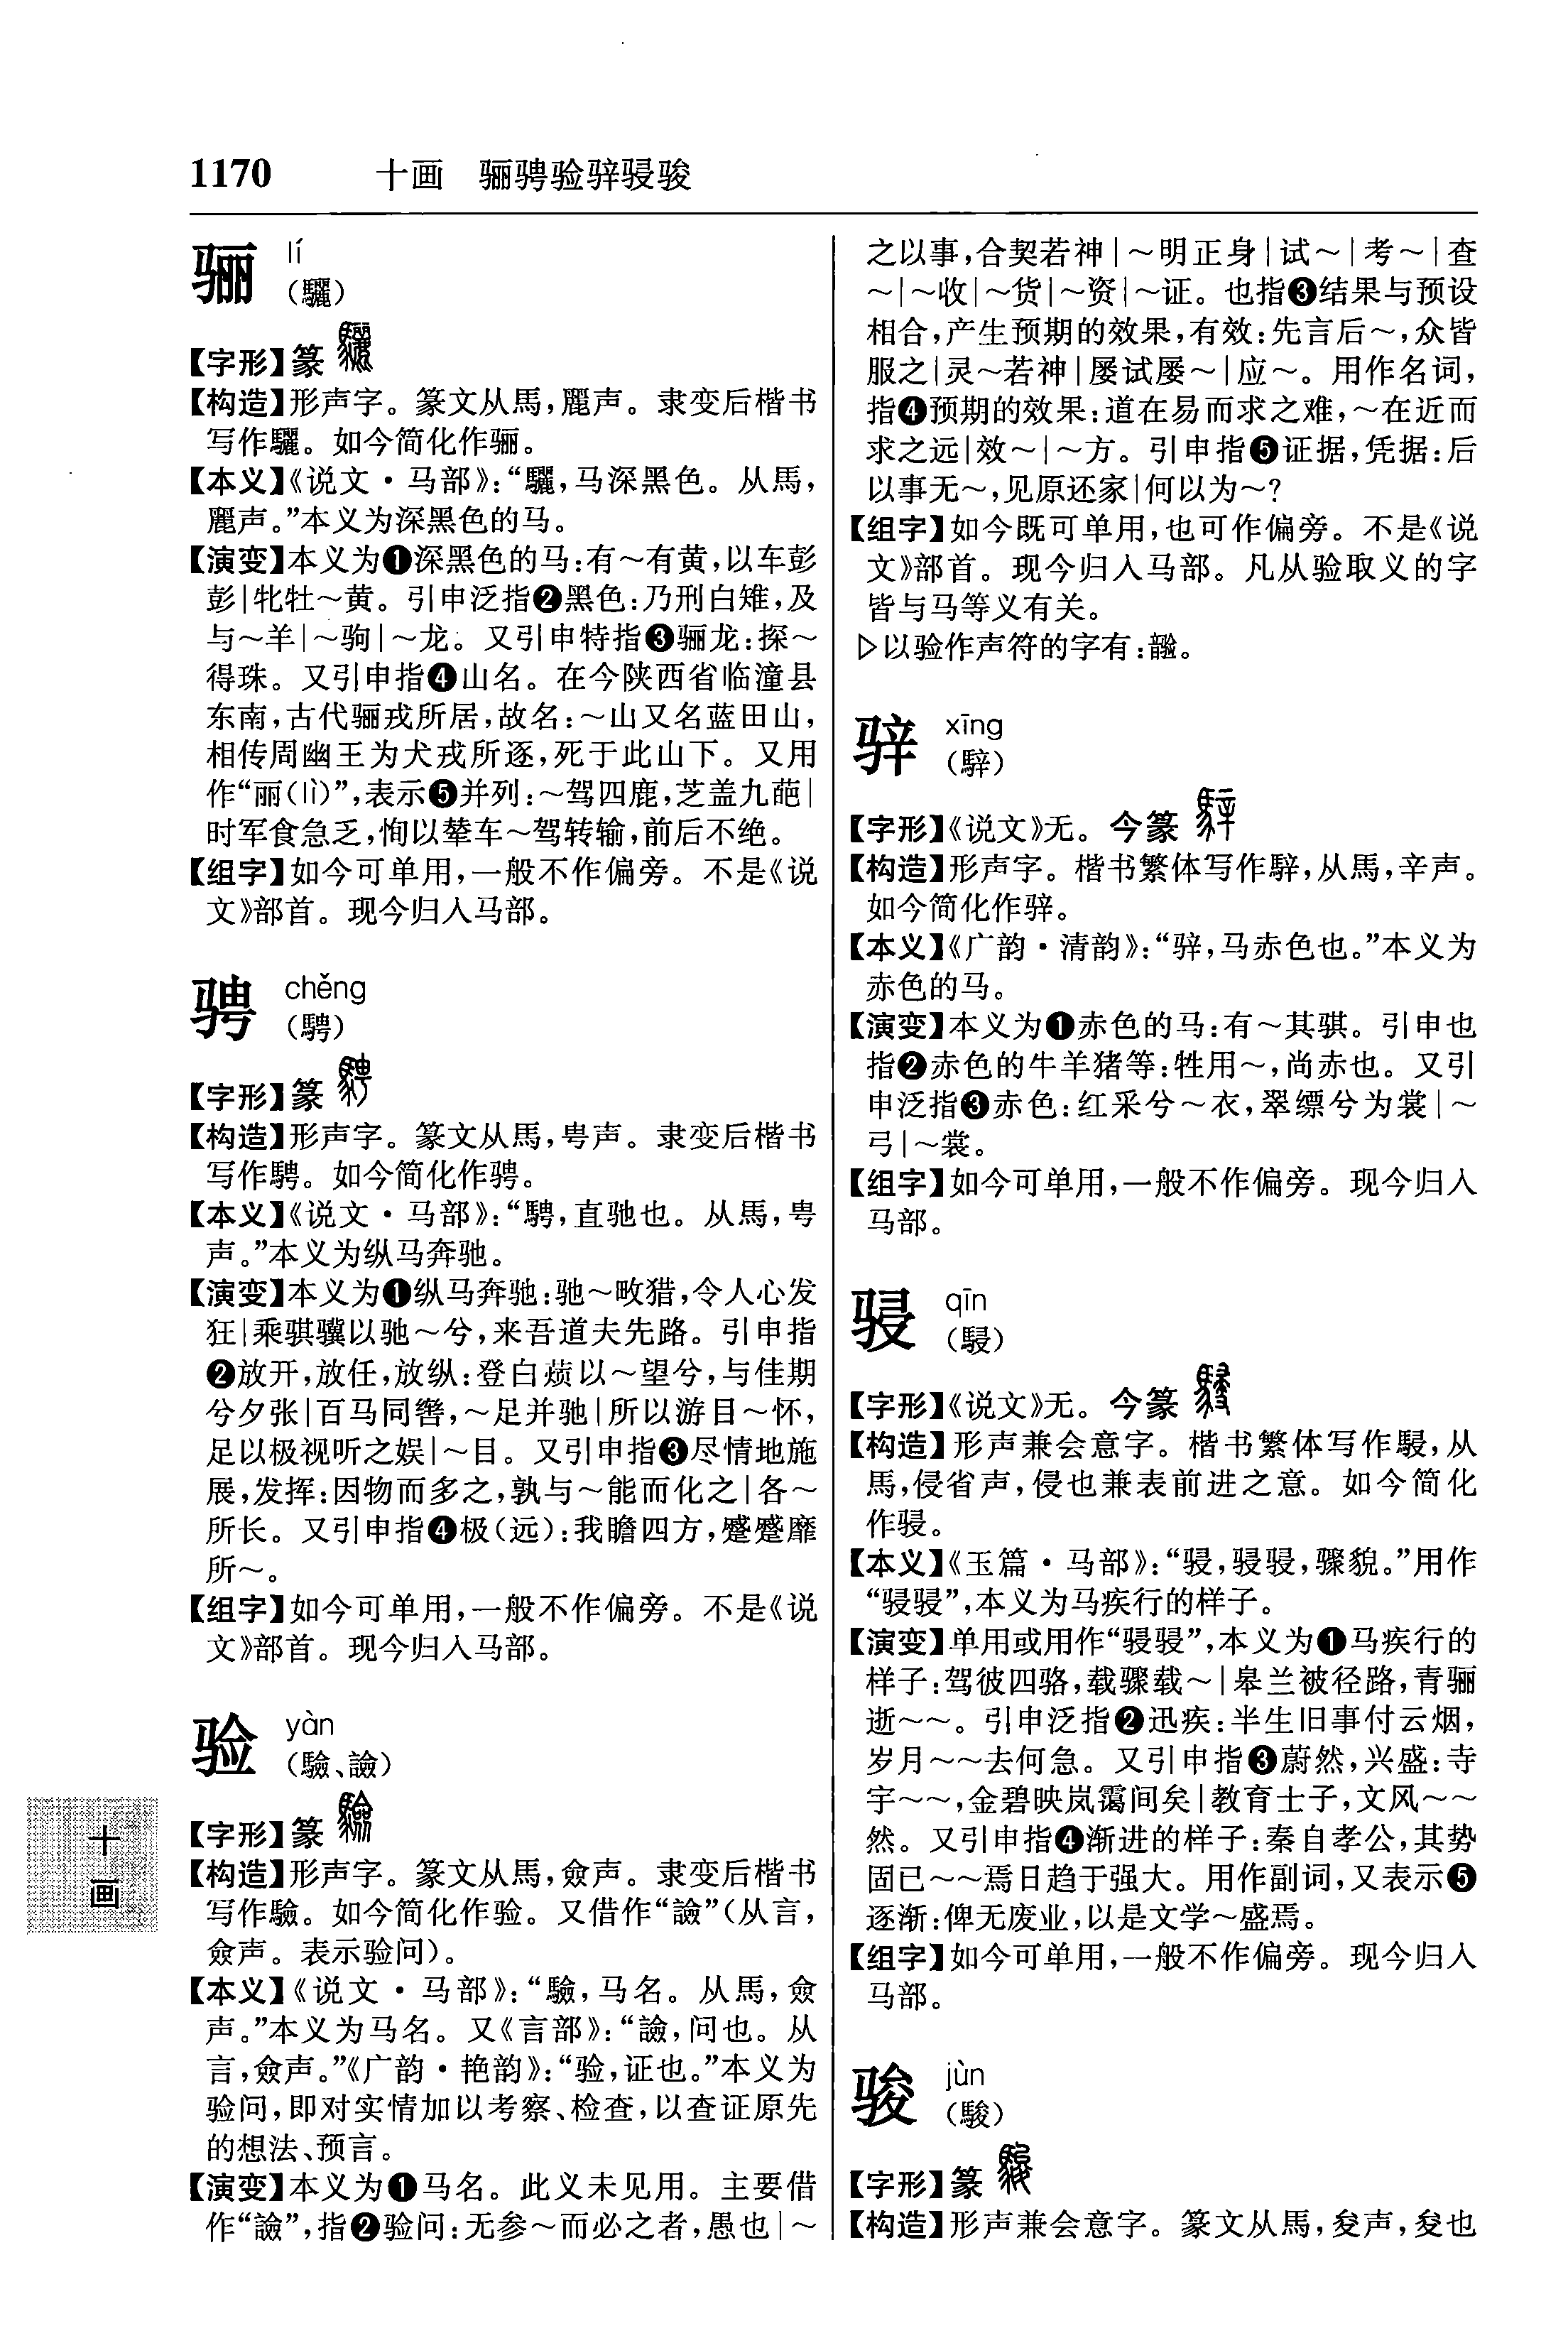 1170 十画 骊骋验骍骎骏
骊 lí
（驪）
【字形】篆
【构造】形声字。篆文从馬，麗声。隶变后楷书
写作驪。如今简化作骊。
【本义】《说文·马部》：“驪，马深黑色。从馬，
麗声。”本义为深黑色的马。
【演变】本义为❶深黑色的马：有～有黄，以车彭
彭|牝牡～黄。引申泛指❷黑色：乃刑白雉，及
与～羊|～驹|～龙。又引申特指❸骊龙：探～
得珠。又引申指❹山名。在今陕西省临潼县
东南，古代骊戎所居，故名：～山又名蓝田山，
相传周幽王为犬戎所逐，死于此山下。又用
作“丽(lì)”，表示❺并列：～驾四鹿，芝盖九葩|
时军食急乏，恂以辇车～驾转输，前后不绝。
【组字】如今可单用，一般不作偏旁。不是《说
文》部首。现今归入马部。
骋 chěng
（騁）
【字形】篆
【构造】形声字。篆文从馬，甹声。隶变后楷书
写作騁。如今简化作骋。
【本义】《说文·马部》：“騁，直驰也。从馬，甹
声。”本义为纵马奔驰。
【演变】本义为❶纵马奔驰：驰～畋猎，令人心发
狂|乘骐骥以驰～兮，来吾道夫先路。引申指
❷放开，放任，放纵：登白薠以～望兮，与佳期
兮夕张|百马同辔，～足并驰|所以游目～怀，
足以极视听之娱|～目。又引申指❸尽情地施
展，发挥：因物而多之，孰与～能而化之|各～
所长。又引申指❹极（远）：我瞻四方，蹙蹙靡
所～。
【组字】如今可单用，一般不作偏旁。不是《说
文》部首。现今归入马部。
验 yàn
（驗、譣）
【字形】篆
【构造】形声字。篆文从馬，僉声。隶变后楷书
写作驗。如今简化作验。又借作“譣”（从言，
僉声。表示验问）。
【本义】《说文·马部》：“驗，马名。从馬，僉
声。”本义为马名。又《言部》：“譣，问也。从
言，僉声。”《广韵·艳韵》：“验，证也。”本义为
验问，即对实情加以考察、检查，以查证原先
的想法、预言。
【演变】本义为❶马名。此义未见用。主要借
作“譣”，指❷验问：无参～而必之者，愚也|～
十
画
之以事，合契若神|～明正身|试～|考～|查
～|～收|～货|～资|～证。也指❸结果与预设
相合，产生预期的效果，有效：先言后～，众皆
服之|灵～若神|屡试屡～|应～。用作名词，
指❹预期的效果：道在易而求之难，～在近而
求之远|效～|～方。引申指❺证据，凭据：后
以事无～，见原还家|何以为～？
【组字】如今既可单用，也可作偏旁。不是《说
文》部首。现今归入马部。凡从验取义的字
皆与马等义有关。
▷以验作声符的字有：。
骍 xīng
（騂）
【字形】《说文》无。今篆
【构造】形声字。楷书繁体写作騂，从馬，辛声。
如今简化作骍。
【本义】《广韵·清韵》：“骍，马赤色也。”本义为
赤色的马。
【演变】本义为❶赤色的马：有～其骐。引申也
指❷赤色的牛羊猪等：牲用～，尚赤也。又引
申泛指❸赤色：红采兮～衣，翠缥兮为裳|～
弓|～裳。
【组字】如今可单用，一般不作偏旁。现今归入
马部。
骎 qīn
（駸）
【字形】《说文》无。今篆
【构造】形声兼会意字。楷书繁体写作駸，从
馬，侵省声，侵也兼表前进之意。如今简化
作骎。
【本义】《玉篇·马部》：“骎，骎骎，骤貌。”用作
“骎骎”，本义为马疾行的样子。
【演变】单用或用作“骎骎”，本义为❶马疾行的
样子：驾彼四骆，载骤载～|皋兰被径路，青骊
逝～～。引申泛指❷迅疾：半生旧事付云烟，
岁月～～去何急。又引申指❸蔚然，兴盛：寺
宇～～，金碧映岚霭间矣|教育士子，文风～～
然。又引申指❹渐进的样子：秦自孝公，其势
固已～～焉日趋于强大。用作副词，又表示❺
逐渐：俾无废业，以是文学～盛焉。
【组字】如今可单用，一般不作偏旁。现今归入
马部。
骏 jùn
（駿）
【字形】篆
【构造】形声兼会意字。篆文从馬，夋声，夋也